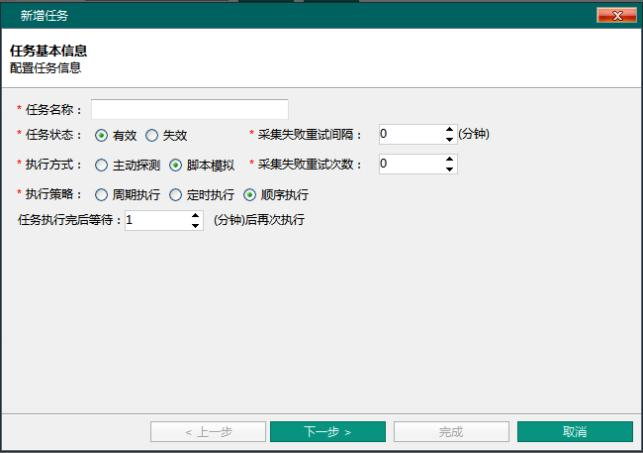 新增任务
任务基本信息
配置任务信息
* 任务名称：
* 任务状态： 有效 失效 * 采集失败重试间隔： 0 (分钟)
* 执行方式： 主动探测 脚本模拟 * 采集失败重试次数： 0
* 执行策略： 周期执行 定时执行 顺序执行
任务执行完后等待：1 (分钟)后再次执行
< 上一步 下一步 > 完成 取消